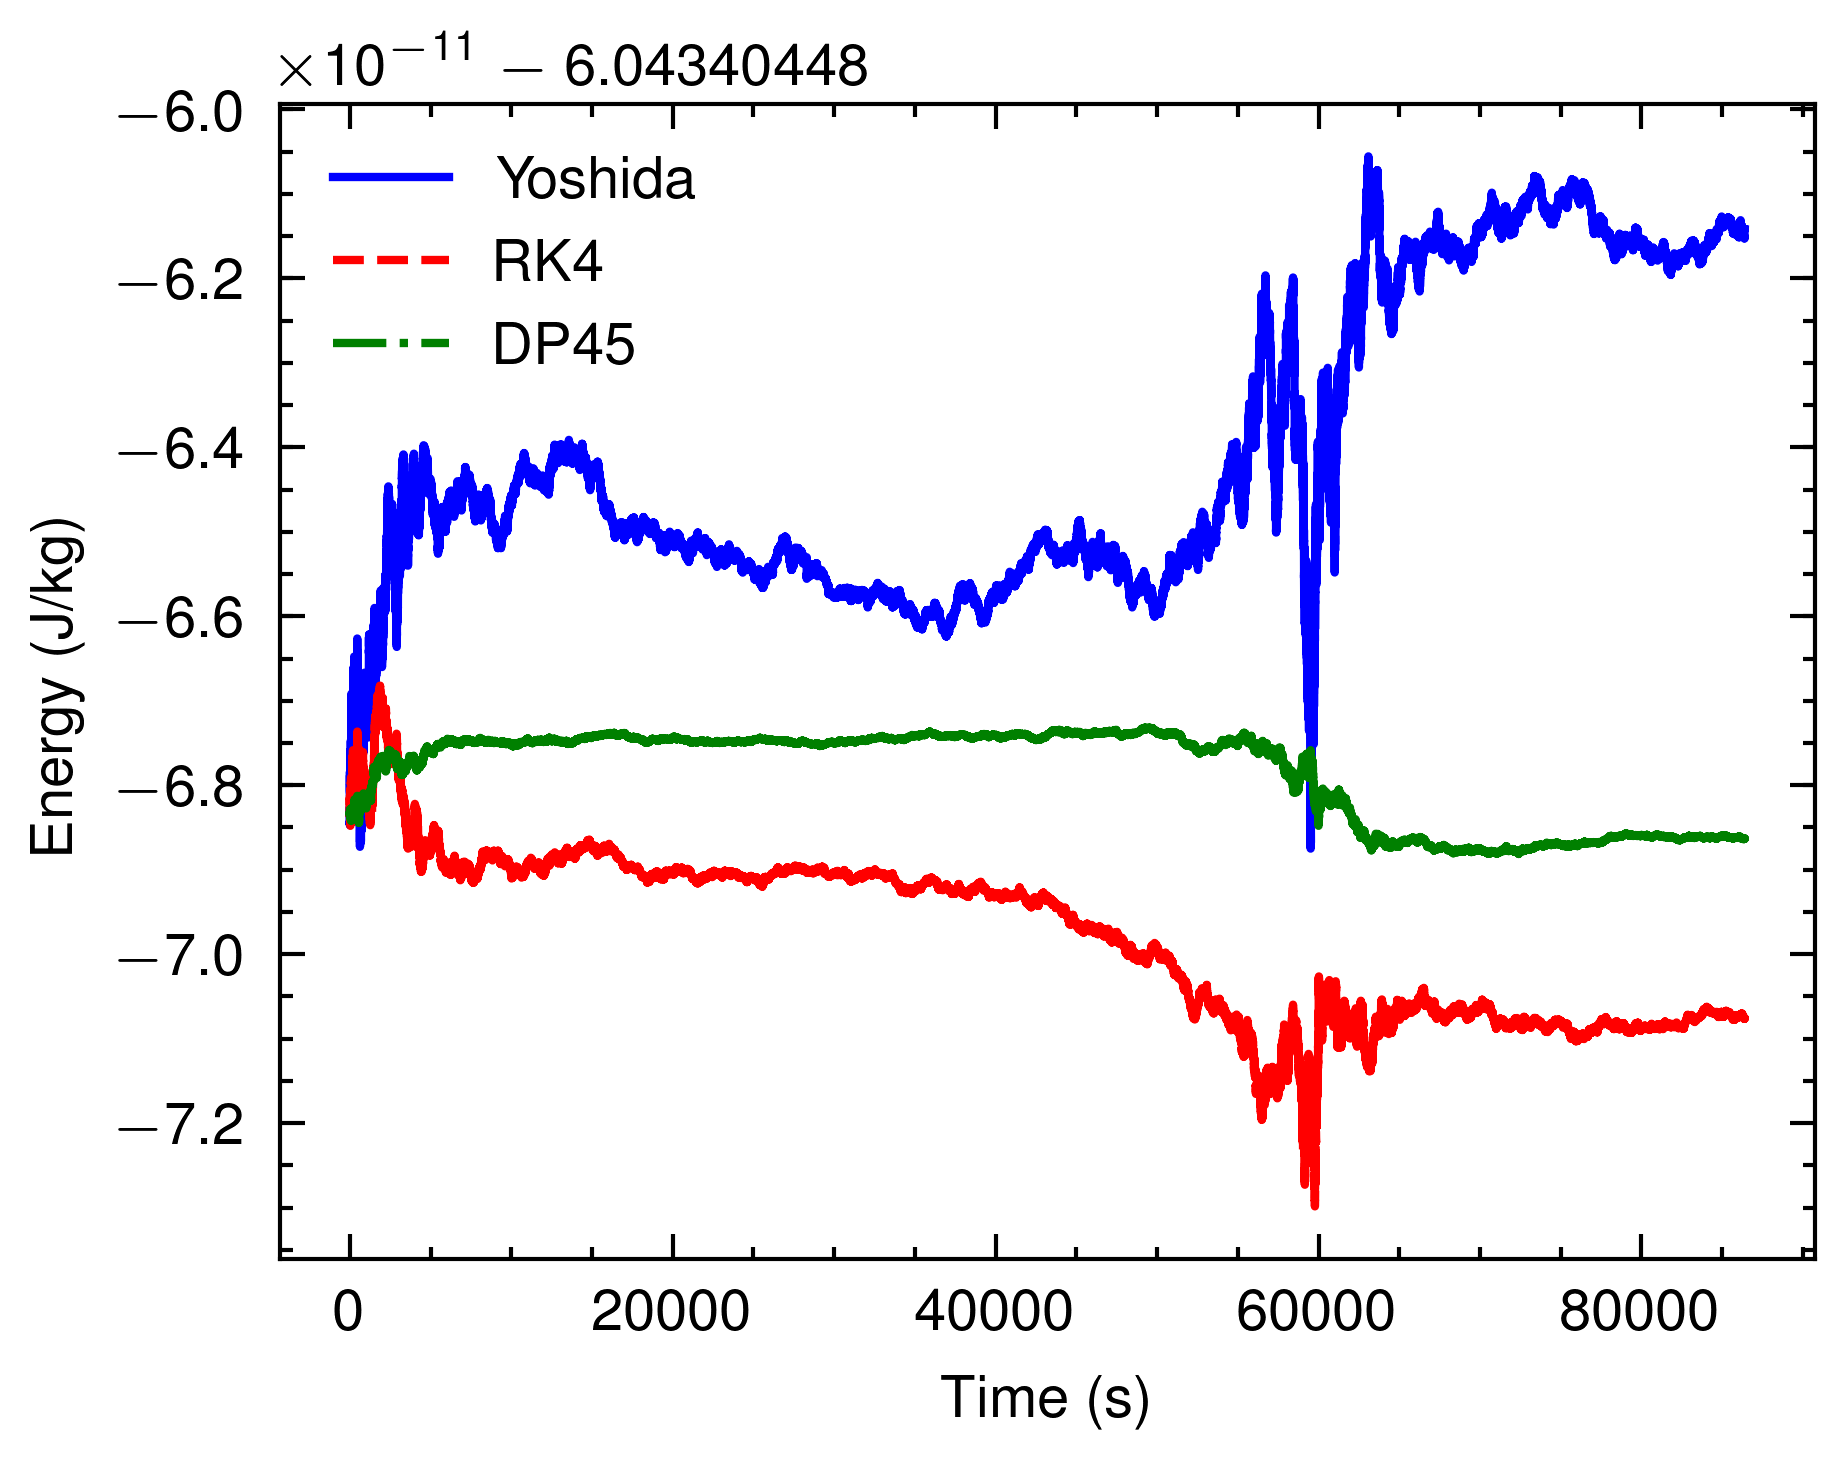 ×10⁻¹¹ − 6.04340448
−6.0
−6.2
−6.4
−6.6
−6.8
−7.0
−7.2
Energy (J/kg)
Yoshida
RK4
DP45
0 20000 40000 60000 80000
Time (s)